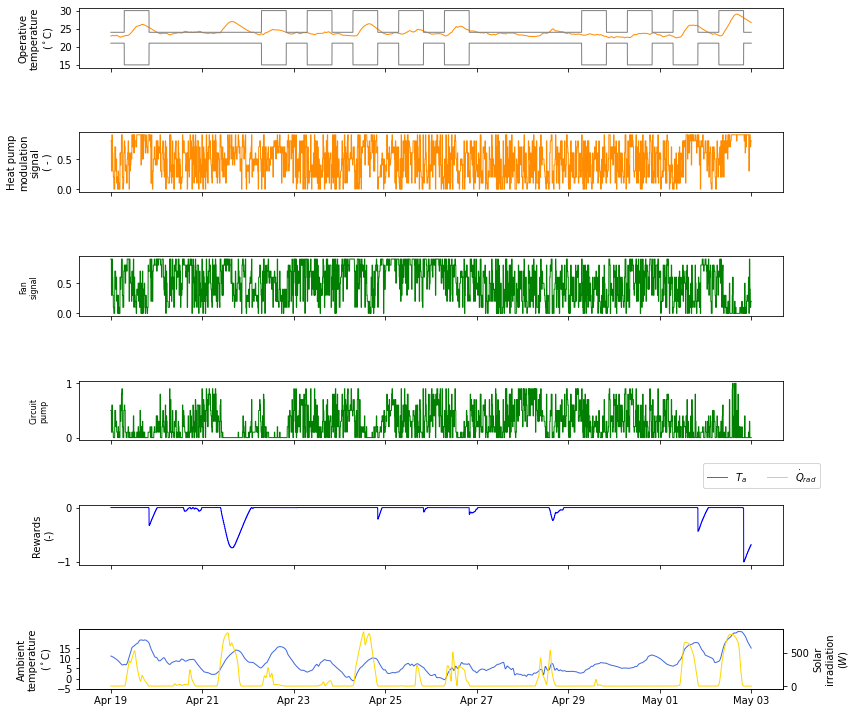 Operative
temperature
(°C)
30
25
20
15
Heat pump
modulation
signal
( - )
0.5
0.0
Fan
signal
0.5
0.0
Circuit
pump
1
0
T_a
Q̇_rad
Rewards
(-)
0
−1
Ambient
temperature
(°C)
15
10
5
0
−5
500
0
Solar
irradiation
(W)
Apr 19
Apr 21
Apr 23
Apr 25
Apr 27
Apr 29
May 01
May 03